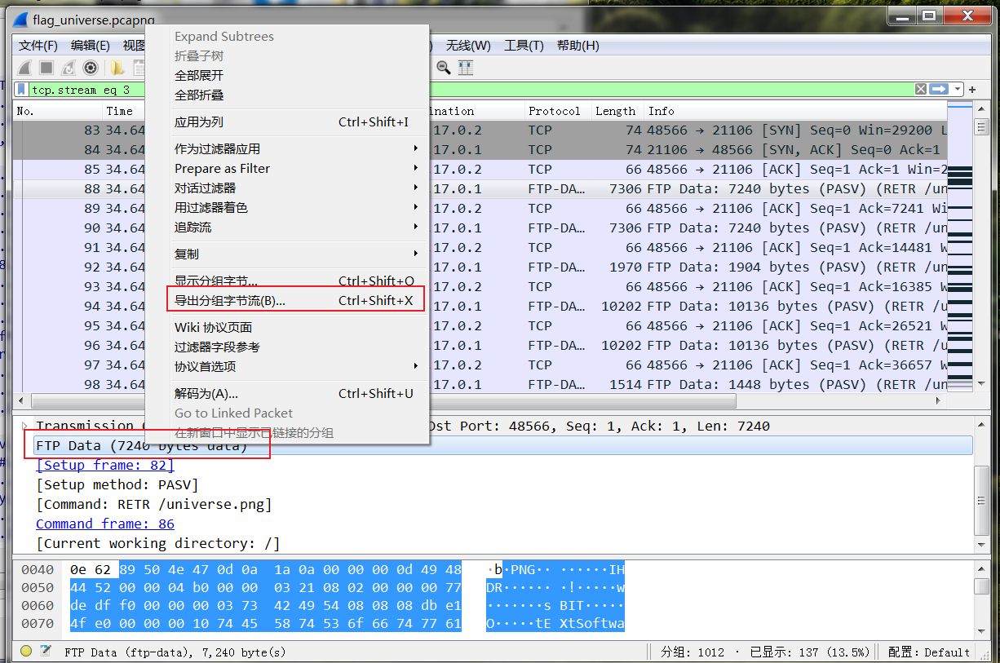 flag_universe.pcapng
文件(F) 编辑(E) 视图 无线(W) 工具(T) 帮助(H)
tcp.stream eq 3
No. Time ination Protocol Length Info
83 34.64 17.0.2 TCP 74 48566 → 21106 [SYN] Seq=0 Win=29200 L
84 34.64 17.0.1 TCP 74 21106 → 48566 [SYN, ACK] Seq=0 Ack=1
85 34.64 17.0.2 TCP 66 48566 → 21106 [ACK] Seq=1 Ack=1 Win=2
88 34.64 17.0.1 FTP-DA… 7306 FTP Data: 7240 bytes (PASV) (RETR /un
89 34.64 17.0.2 TCP 66 48566 → 21106 [ACK] Seq=1 Ack=7241 Wi
90 34.64 17.0.1 FTP-DA… 7306 FTP Data: 7240 bytes (PASV) (RETR /un
91 34.64 17.0.2 TCP 66 48566 → 21106 [ACK] Seq=1 Ack=14481 W
92 34.64 17.0.1 FTP-DA… 1970 FTP Data: 1904 bytes (PASV) (RETR /un
93 34.64 17.0.2 TCP 66 48566 → 21106 [ACK] Seq=1 Ack=16385 W
94 34.64 17.0.1 FTP-DA… 10202 FTP Data: 10136 bytes (PASV) (RETR /u
95 34.64 17.0.2 TCP 66 48566 → 21106 [ACK] Seq=1 Ack=26521 W
96 34.64 17.0.1 FTP-DA… 10202 FTP Data: 10136 bytes (PASV) (RETR /u
97 34.64 17.0.2 TCP 66 48566 → 21106 [ACK] Seq=1 Ack=36657 W
98 34.64 17.0.1 FTP-DA… 1514 FTP Data: 1448 bytes (PASV) (RETR /un
Expand Subtrees
折叠子树
全部展开
全部折叠
应用为列 Ctrl+Shift+I
作为过滤器应用
Prepare as Filter
对话过滤器
用过滤器着色
追踪流
复制
显示分组字节... Ctrl+Shift+O
导出分组字节流(B)... Ctrl+Shift+X
Wiki 协议页面
过滤器字段参考
协议首选项
解码为(A)... Ctrl+Shift+U
Go to Linked Packet
在新窗口中显示已链接的分组
Transmission Dst Port: 48566, Seq: 1, Ack: 1, Len: 7240
FTP Data (7240 bytes data)
[Setup frame: 82]
[Setup method: PASV]
[Command: RETR /universe.png]
Command frame: 86
[Current working directory: /]
0040 0e 62 89 50 4e 47 0d 0a 1a 0a 00 00 00 0d 49 48 ·b·PNG·· ······IH
0050 44 52 00 00 04 b0 00 00 03 21 08 02 00 00 00 77 DR······ ·!·····w
0060 de df f0 00 00 00 03 73 42 49 54 08 08 08 db e1 ·······s BIT·····
0070 4f e0 00 00 00 10 74 45 58 74 53 6f 66 74 77 61 O·····tE XtSoftwa
FTP Data (ftp-data), 7,240 byte(s) 分组: 1012 · 已显示: 137 (13.5%) 配置: Default